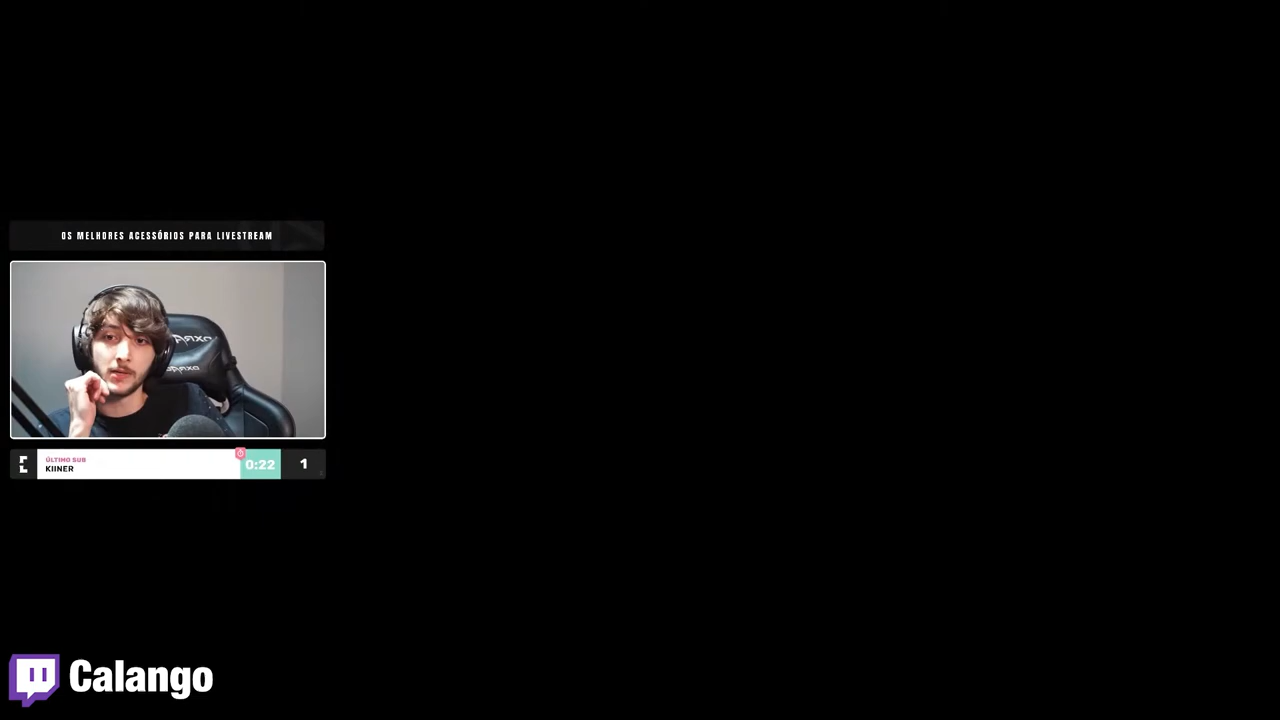 OS MELHORES ACESSÓRIOS PARA LIVESTREAM
ÚLTIMO SUB
KIINER
0:22
1
Calango